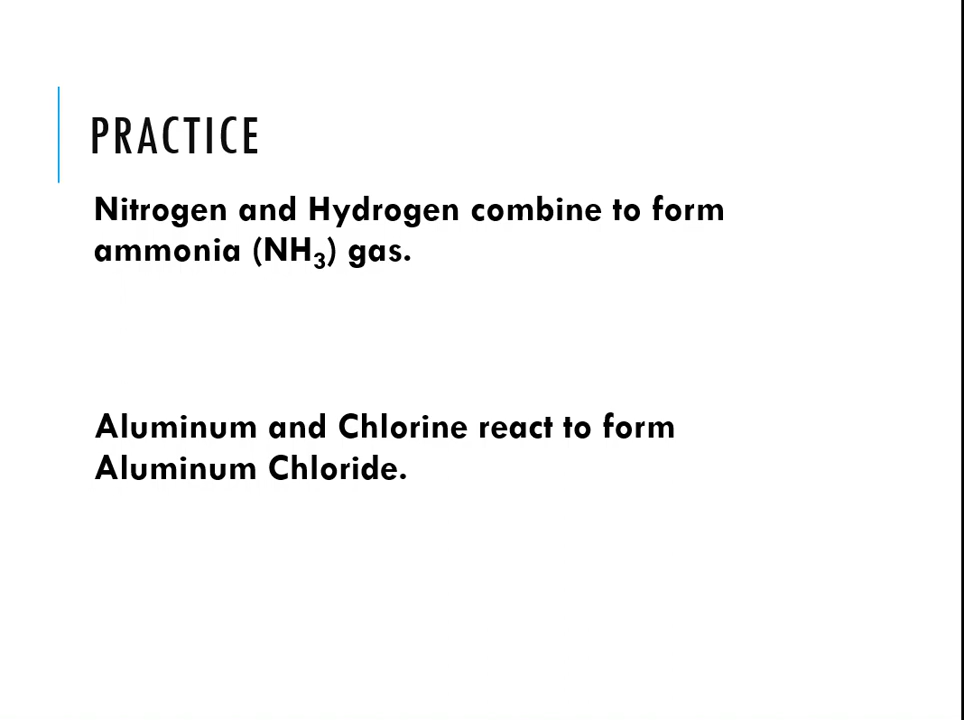 PRACTICE
Nitrogen and Hydrogen combine to form
ammonia (NH₃) gas.
Aluminum and Chlorine react to form
Aluminum Chloride.